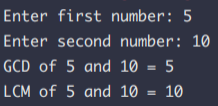 Enter first number: 5
Enter second number: 10
GCD of 5 and 10 = 5
LCM of 5 and 10 = 10